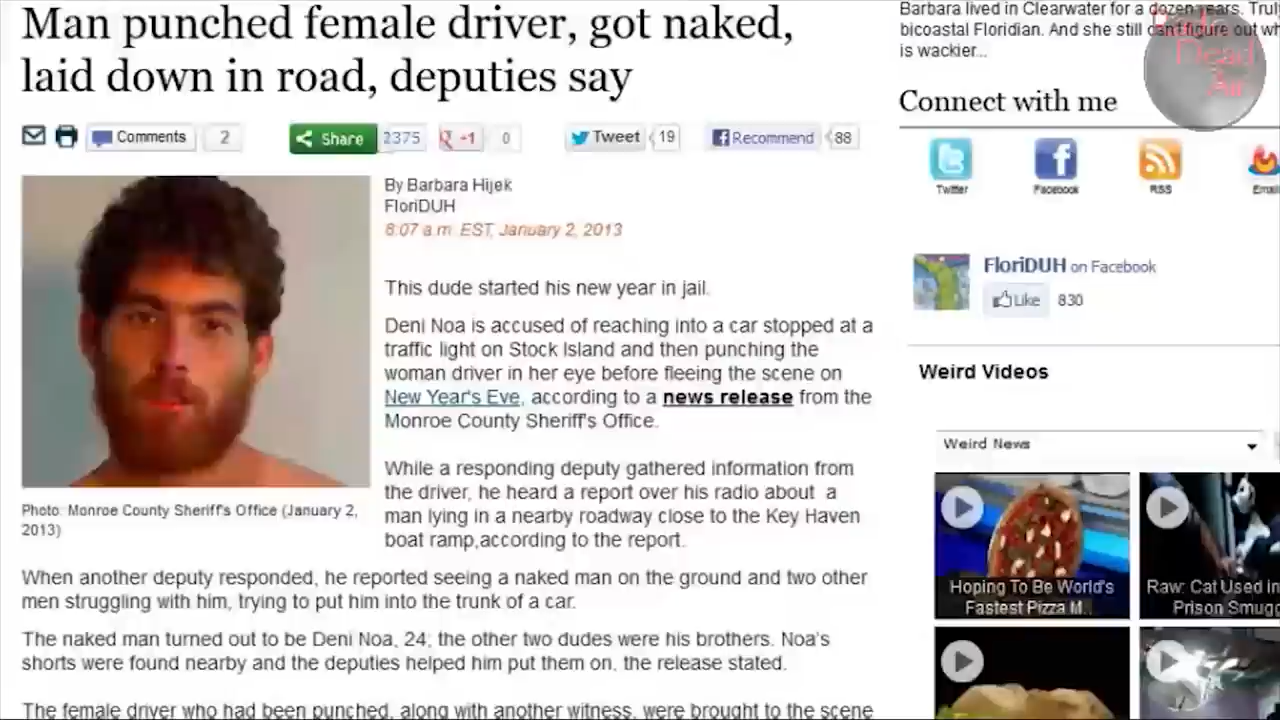 Man punched female driver, got naked,
laid down in road, deputies say
Comments 2
Share 2375
+1 0
Tweet 19
Recommend 88
By Barbara Hijek
FloriDUH
6:07 a.m. EST, January 2, 2013
This dude started his new year in jail.
Deni Noa is accused of reaching into a car stopped at a
traffic light on Stock Island and then punching the
woman driver in her eye before fleeing the scene on
New Year's Eve, according to a news release from the
Monroe County Sheriff's Office.
While a responding deputy gathered information from
the driver, he heard a report over his radio about a
man lying in a nearby roadway close to the Key Haven
boat ramp,according to the report.
Photo: Monroe County Sheriff's Office (January 2,
2013)
When another deputy responded, he reported seeing a naked man on the ground and two other
men struggling with him, trying to put him into the trunk of a car.
The naked man turned out to be Deni Noa, 24; the other two dudes were his brothers. Noa's
shorts were found nearby and the deputies helped him put them on, the release stated.
The female driver who had been punched, along with another witness, were brought to the scene
Barbara lived in Clearwater for a dozen years.
bicoastal Floridian. And she still can't figure out
is wackier...
Radio
Dead
Air
Connect with me
Twitter
Facebook
RSS
Email
FloriDUH on Facebook
Like 830
Weird Videos
Weird News
Hoping To Be World's
Fastest Pizza M..
Raw: Cat Used in
Prison Smugg